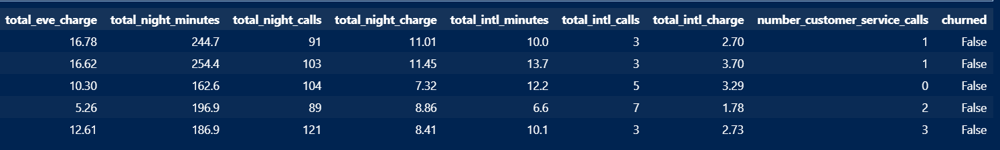 total_eve_charge total_night_minutes total_night_calls total_night_charge total_intl_minutes total_intl_calls total_intl_charge number_customer_service_calls churned
16.78 244.7 91 11.01 10.0 3 2.70 1 False
16.62 254.4 103 11.45 13.7 3 3.70 1 False
10.30 162.6 104 7.32 12.2 5 3.29 0 False
5.26 196.9 89 8.86 6.6 7 1.78 2 False
12.61 186.9 121 8.41 10.1 3 2.73 3 False